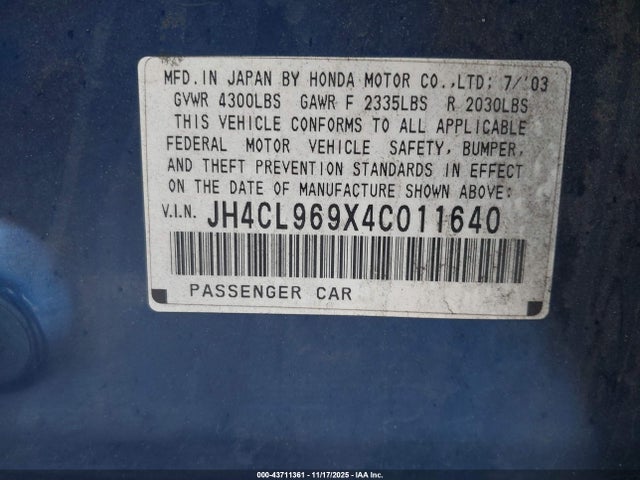 MFD. IN JAPAN BY HONDA MOTOR CO.,LTD; 7/'03
GVWR 4300LBS GAWR F 2335LBS R 2030LBS
THIS VEHICLE CONFORMS TO ALL APPLICABLE
FEDERAL MOTOR VEHICLE SAFETY, BUMPER,
AND THEFT PREVENTION STANDARDS IN EFFECT
ON THE DATE OF MANUFACTURE SHOWN ABOVE:
V.I.N. JH4CL969X4C011640
PASSENGER CAR
000-43711361 - 11/17/2025 - IAA Inc.